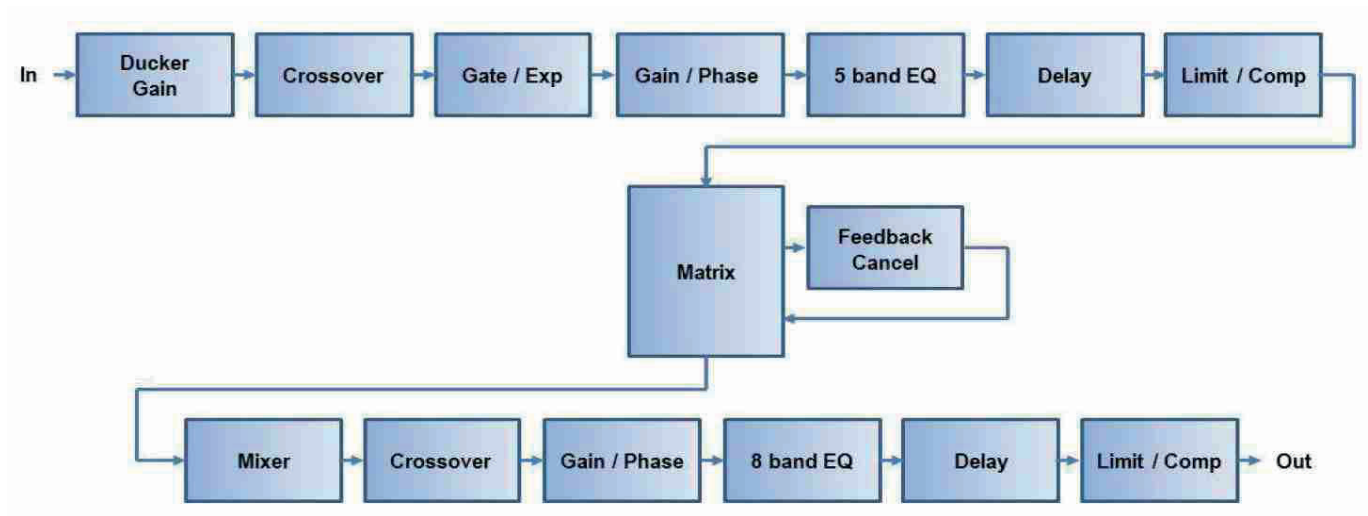 In
Ducker
Gain
Crossover
Gate / Exp
Gain / Phase
5 band EQ
Delay
Limit / Comp
Matrix
Feedback
Cancel
Mixer
Crossover
Gain / Phase
8 band EQ
Delay
Limit / Comp
Out